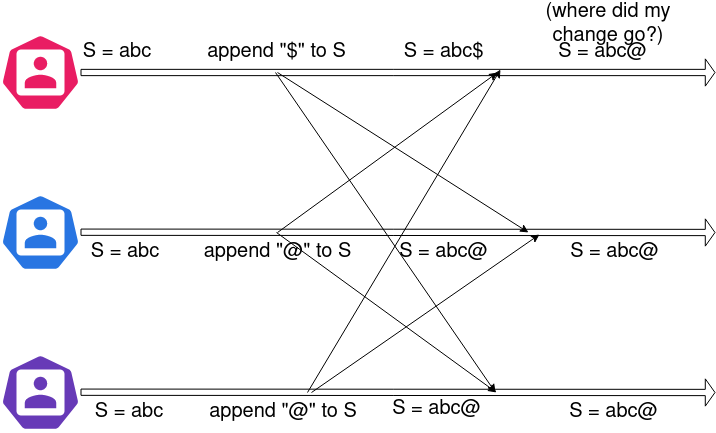 (where did my
change go?)
S = abc
append "$" to S
S = abc$
S = abc@
S = abc
append "@" to S
S = abc@
S = abc@
S = abc
append "@" to S
S = abc@
S = abc@